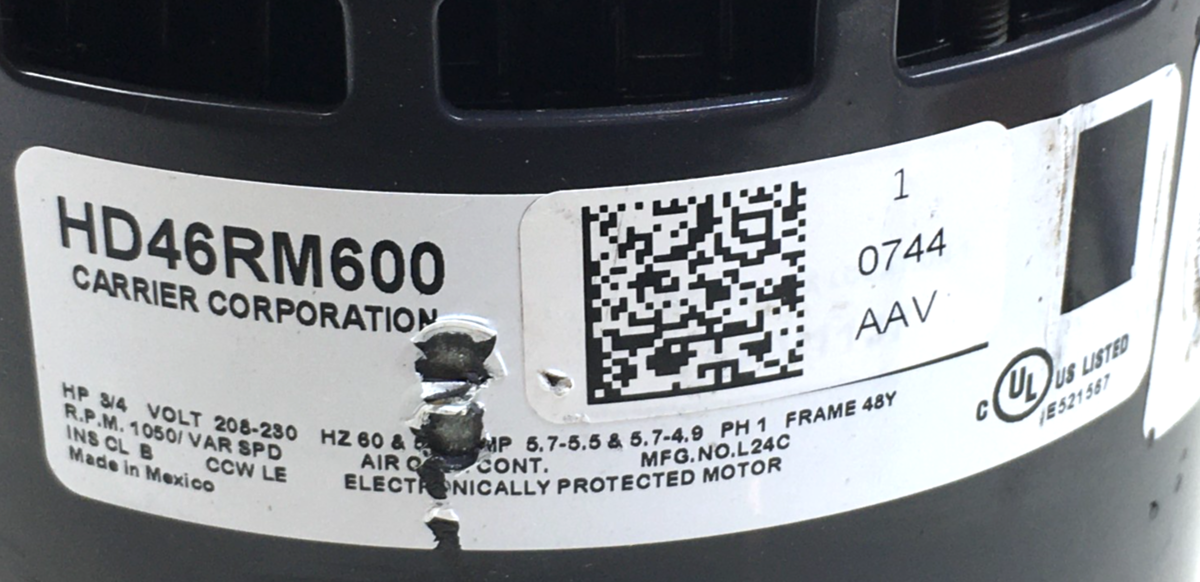 HD46RM600
CARRIER CORPORATION
1
0744
AAV
HP 3/4 VOLT 208-230 HZ 60 & PH 1 FRAME 48Y
5.7-5.5 & 5.7-4.9
R.P.M. 1050/ VAR SPD AIR CONT. MFG.NO.L24C
INS CL B CCW LE ELECTRONICALLY PROTECTED MOTOR
Made in Mexico
C UL US LISTED
E521567